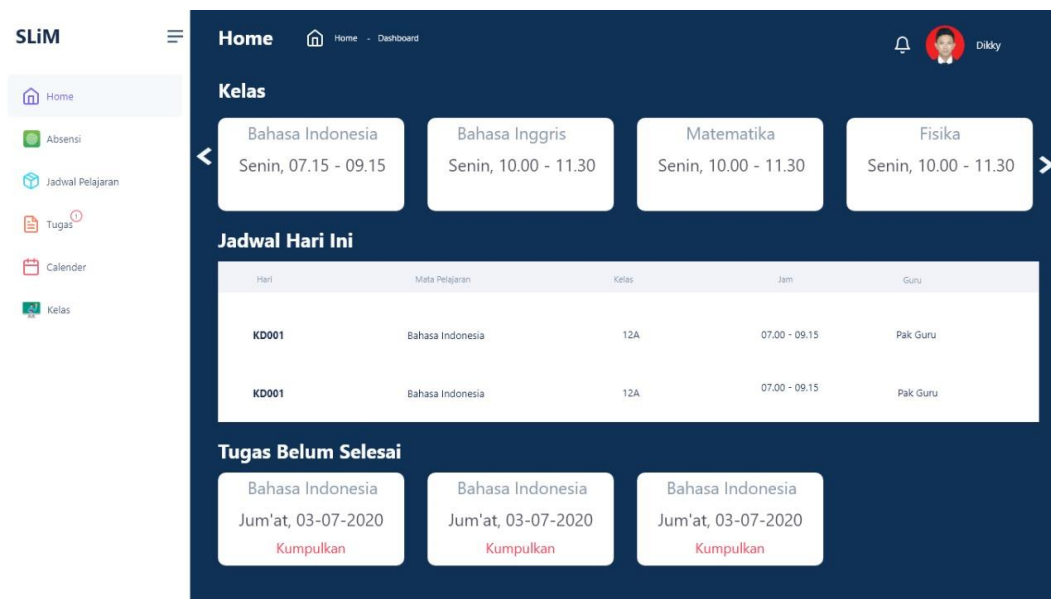 SLiM
Home
Absensi
Jadwal Pelajaran
Tugas 1
Calender
Kelas
Home Home - Dashboard Dikky
Kelas
Bahasa Indonesia
Senin, 07.15 - 09.15
Bahasa Inggris
Senin, 10.00 - 11.30
Matematika
Senin, 10.00 - 11.30
Fisika
Senin, 10.00 - 11.30
Jadwal Hari Ini
Hari Mata Pelajaran Kelas Jam Guru
KD001 Bahasa Indonesia 12A 07.00 - 09.15 Pak Guru
KD001 Bahasa Indonesia 12A 07.00 - 09.15 Pak Guru
Tugas Belum Selesai
Bahasa Indonesia
Jum'at, 03-07-2020
Kumpulkan
Bahasa Indonesia
Jum'at, 03-07-2020
Kumpulkan
Bahasa Indonesia
Jum'at, 03-07-2020
Kumpulkan